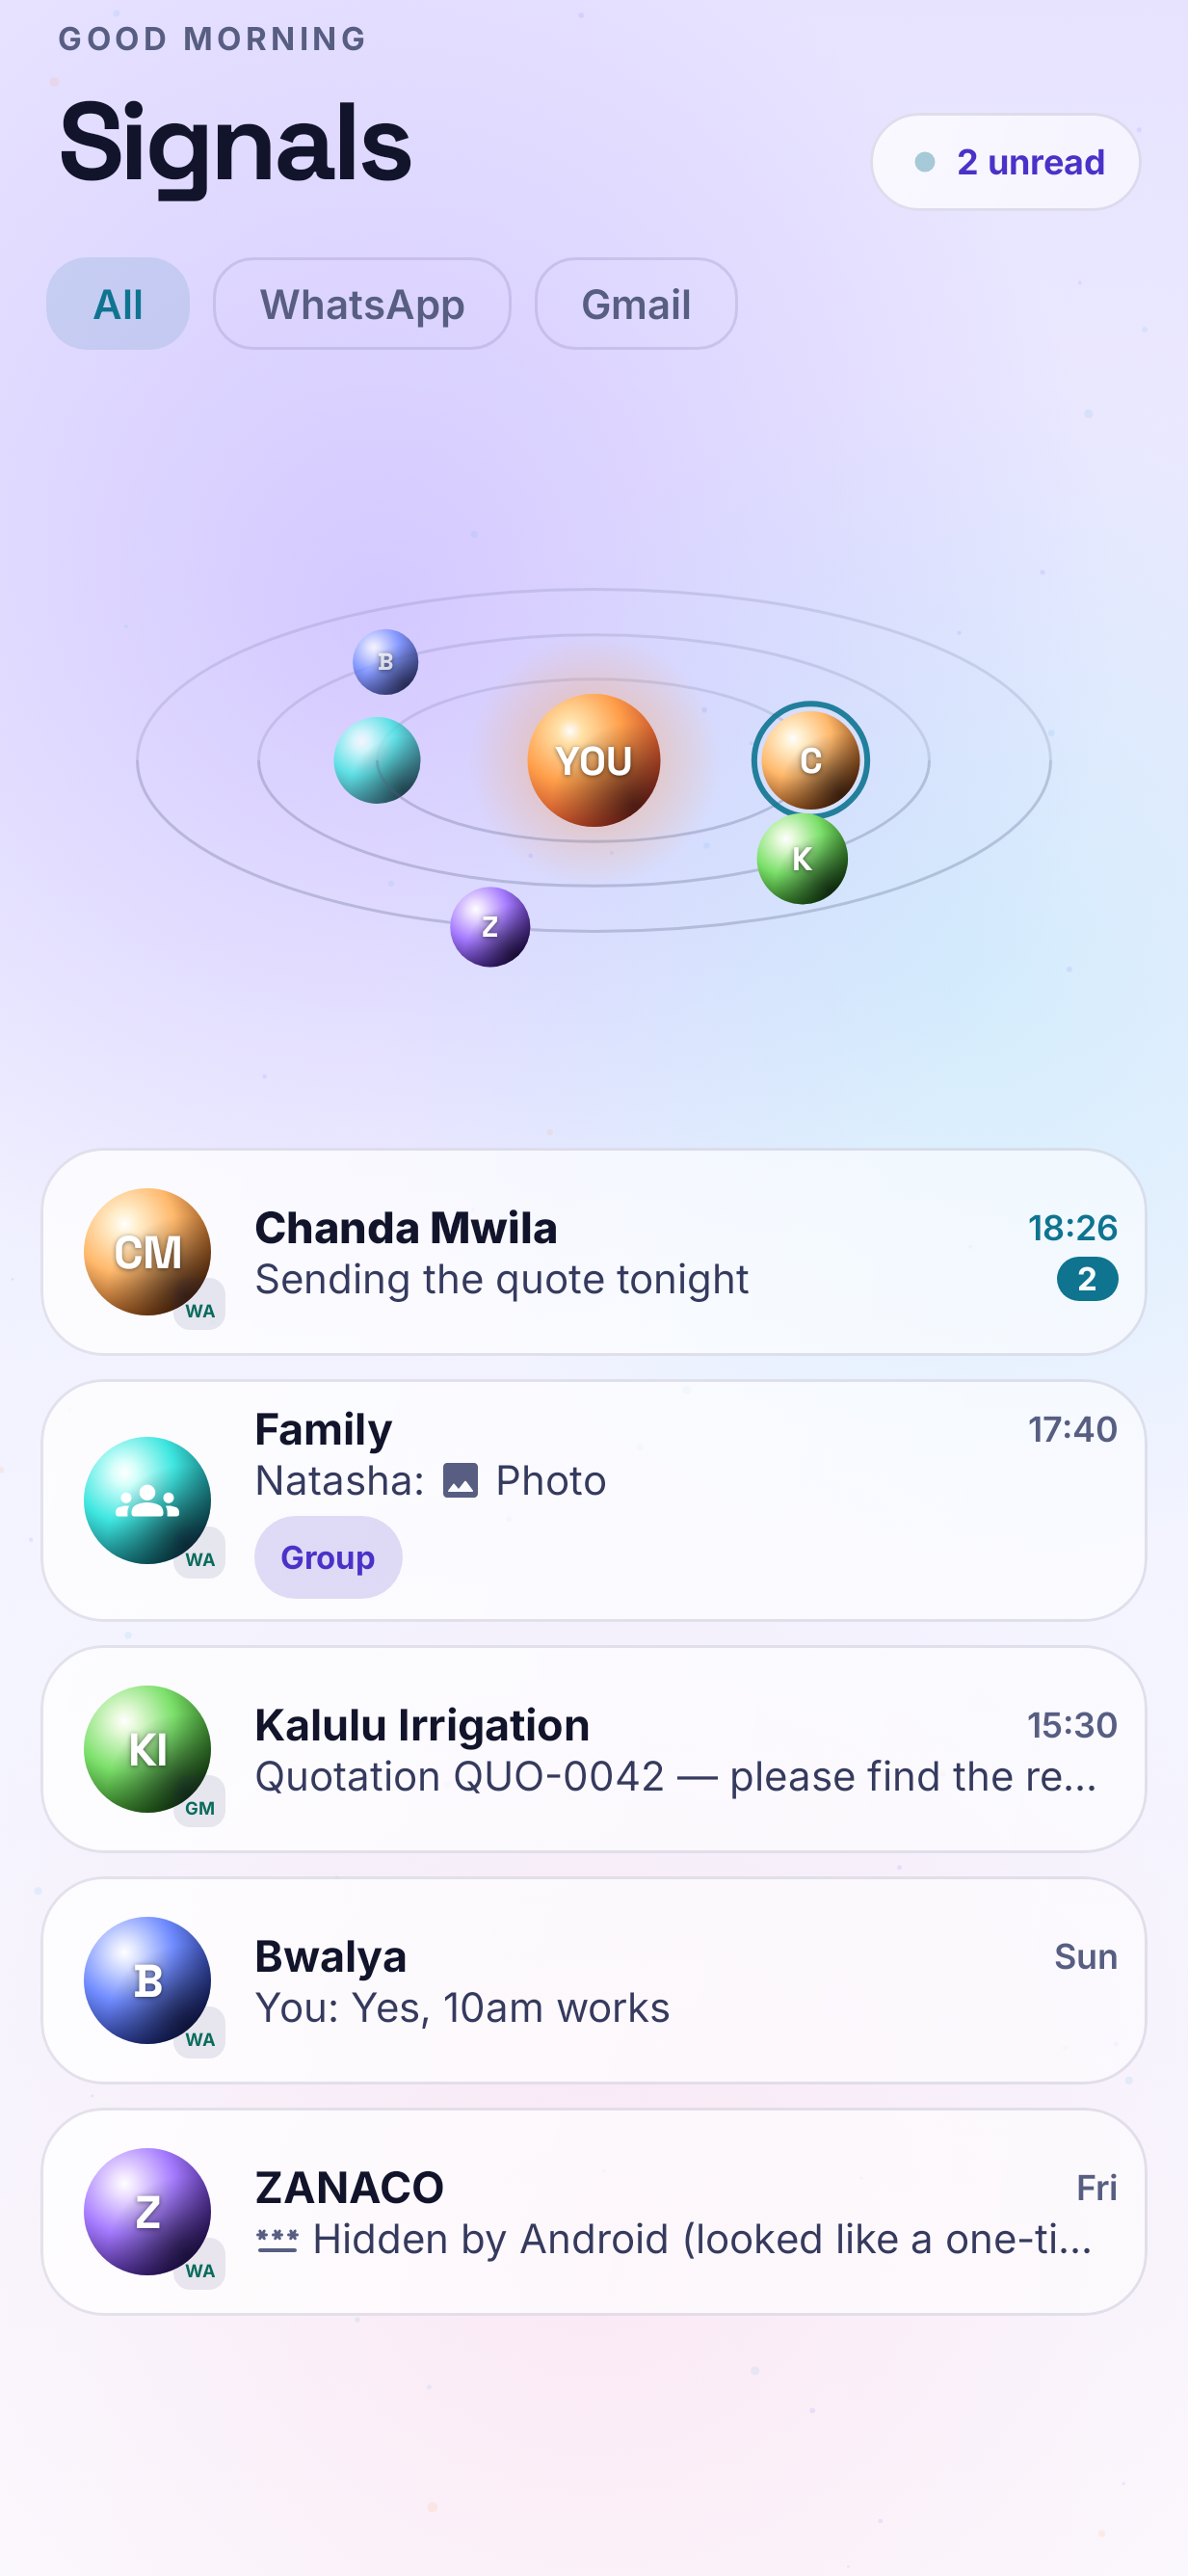 GOOD MORNING
Signals
2 unread
All
WhatsApp
Gmail
B
YOU
C
K
Z
CM
WA
Chanda Mwila
18:26
Sending the quote tonight
2
WA
Family
17:40
Natasha: Photo
Group
KI
GM
Kalulu Irrigation
15:30
Quotation QUO-0042 — please find the re...
B
WA
Bwalya
Sun
You: Yes, 10am works
Z
WA
ZANACO
Fri
Hidden by Android (looked like a one-ti...